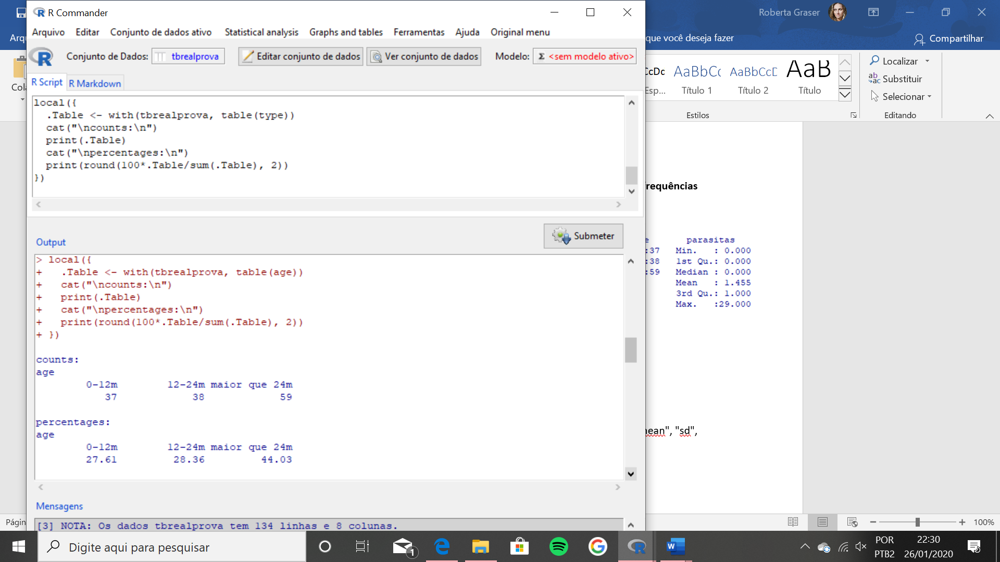 R Commander
Arquivo Editar Conjunto de dados ativo Statistical analysis Graphs and tables Ferramentas Ajuda Original menu
Conjunto de Dados: tbrealprova Editar conjunto de dados Ver conjunto de dados Modelo: Σ <sem modelo ativo>
R Script R Markdown
local({
  .Table <- with(tbrealprova, table(type))
  cat("\ncounts:\n")
  print(.Table)
  cat("\npercentages:\n")
  print(round(100*.Table/sum(.Table), 2))
})
Submeter
Output
> local({
+   .Table <- with(tbrealprova, table(age))
+   cat("\ncounts:\n")
+   print(.Table)
+   cat("\npercentages:\n")
+   print(round(100*.Table/sum(.Table), 2))
+ })
counts:
age
0-12m 12-24m maior que 24m
37 38 59
percentages:
age
0-12m 12-24m maior que 24m
27.61 28.36 44.03
Mensagens
[3] NOTA: Os dados tbrealprova tem 134 linhas e 8 colunas.
Roberta Graser
que você deseja fazer
Compartilhar
AaBbCc AaBbCcD AaB
Título 1 Título 2 Título
Estilos
Localizar
Substituir
Selecionar
Editando
requências
parasitas
:37 Min. : 0.000
:38 1st Qu.: 0.000
:59 Median : 0.000
Mean : 1.455
3rd Qu.: 1.000
Max. :29.000
ean", "sd",
100%
Digite aqui para pesquisar
1
POR
PTB2
22:30
26/01/2020